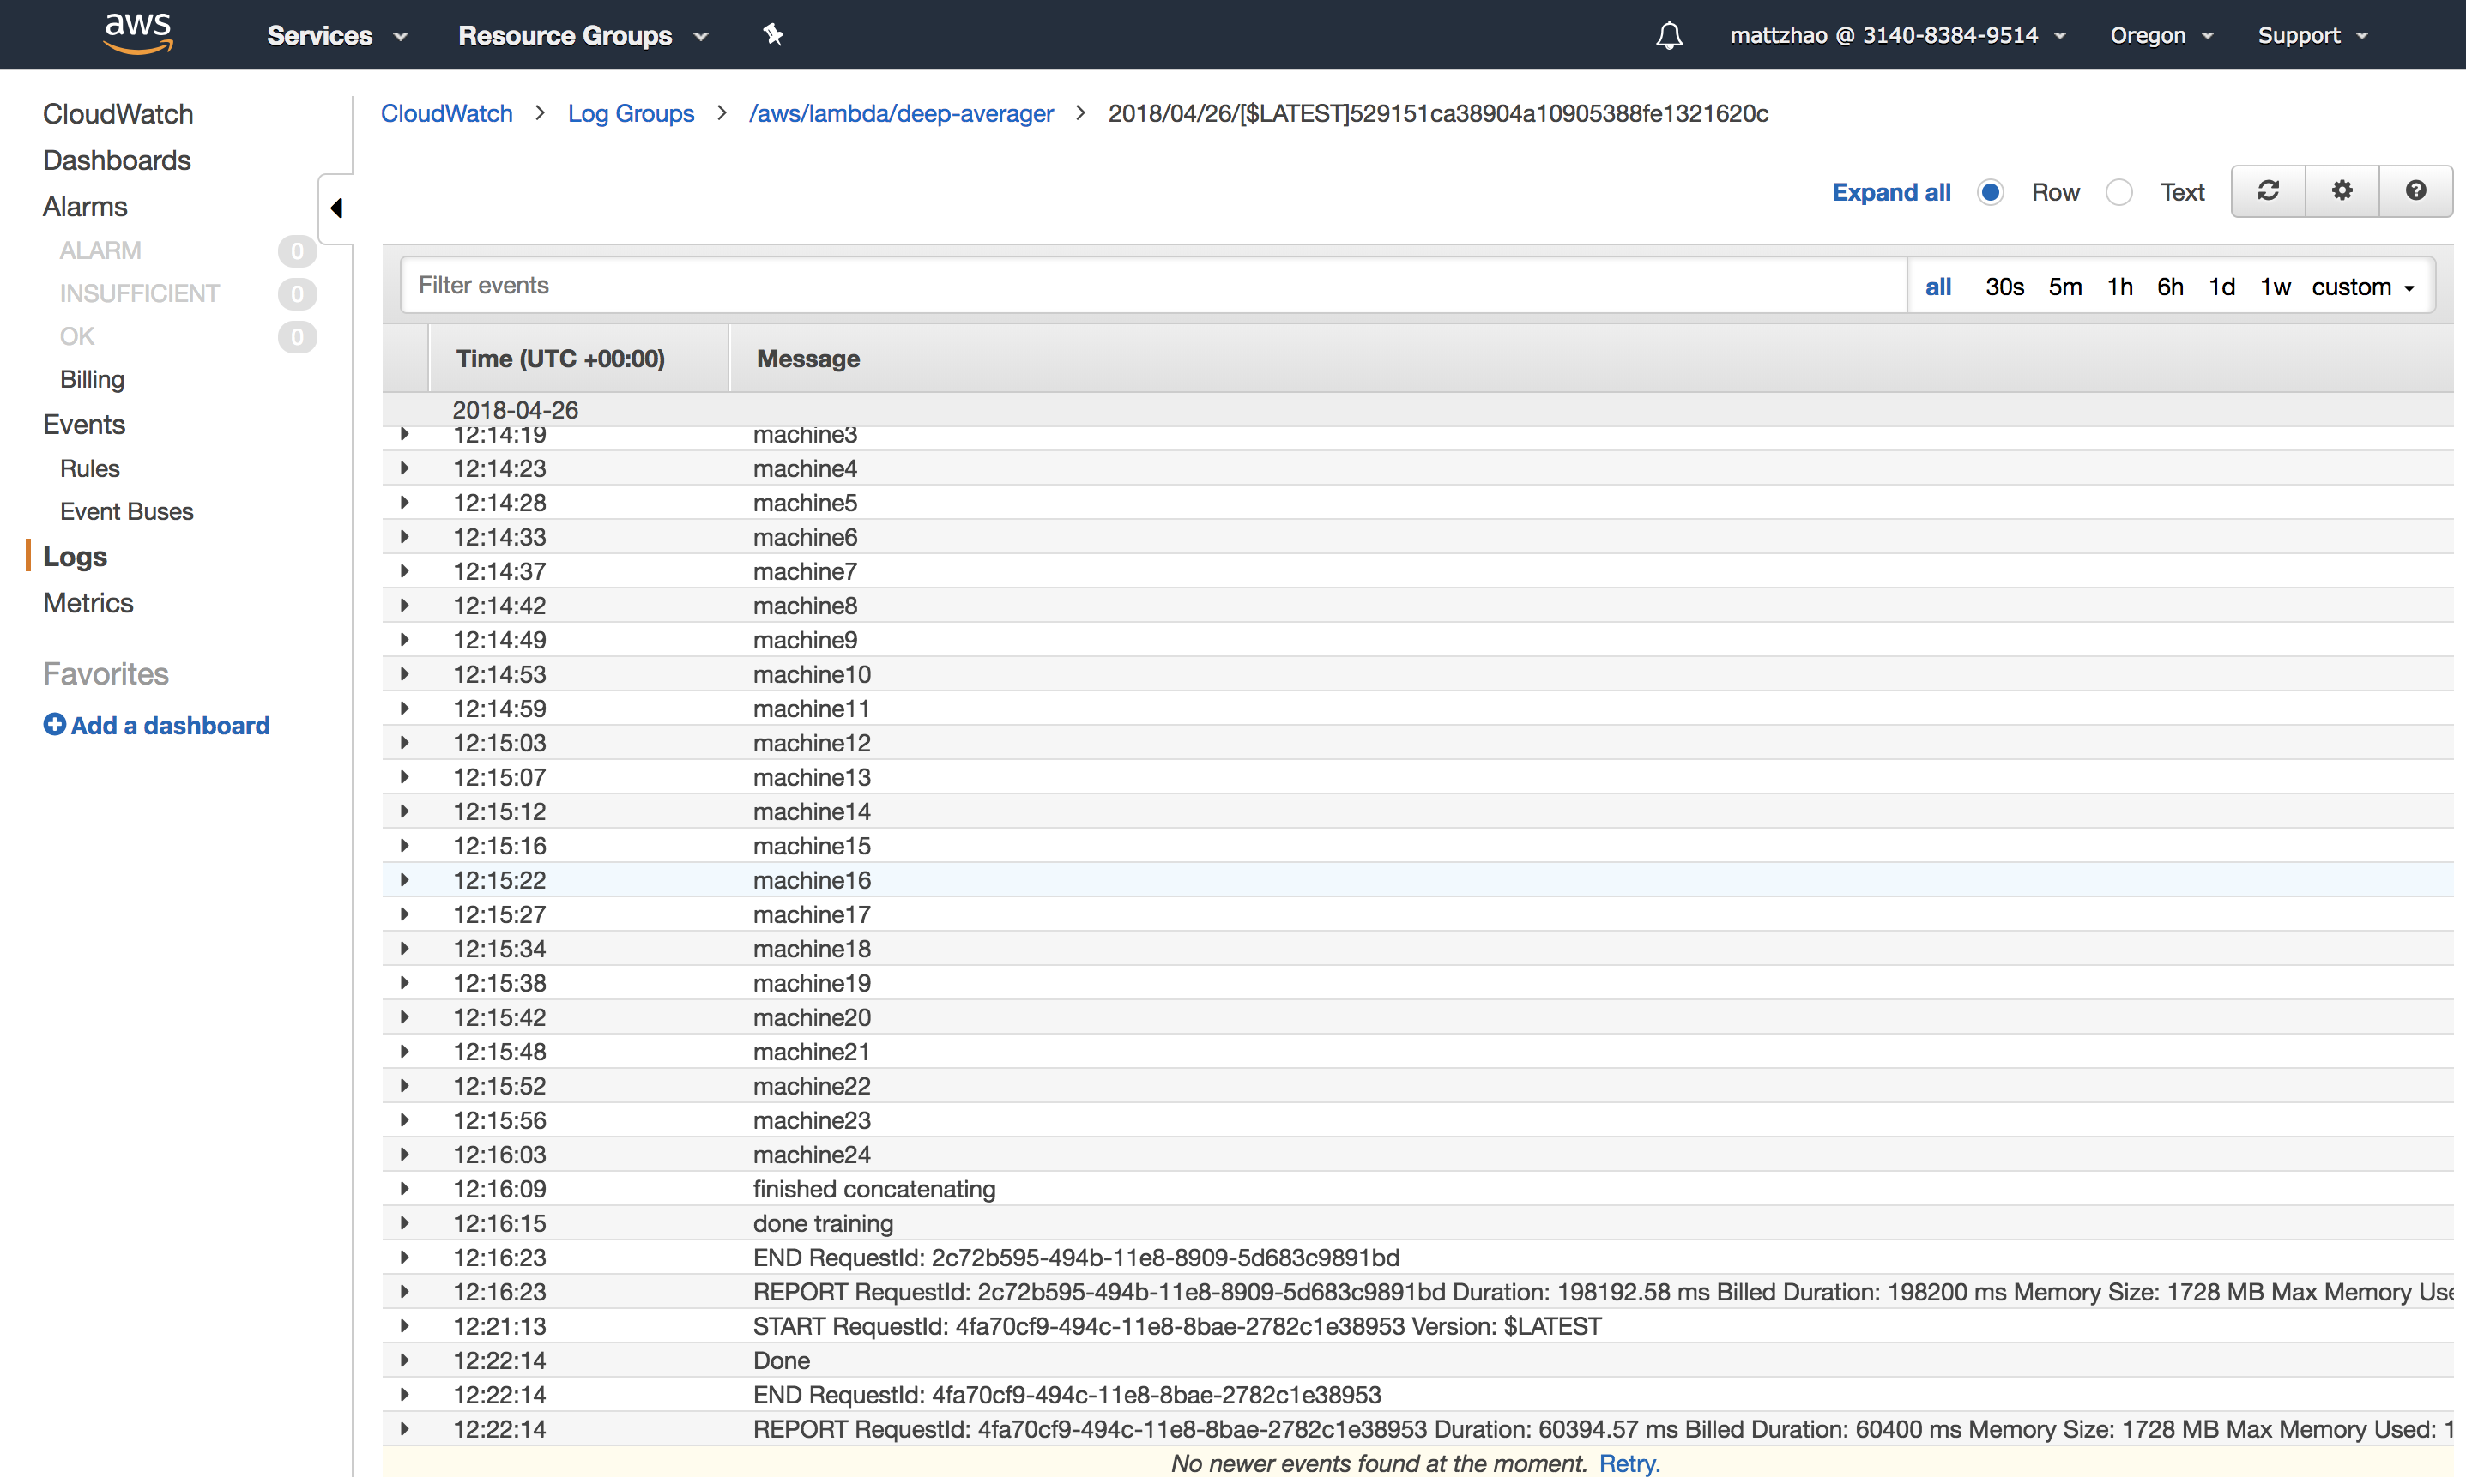 aws Services Resource Groups mattzhao @ 3140-8384-9514 Oregon Support
CloudWatch
Dashboards
Alarms
ALARM 0
INSUFFICIENT 0
OK 0
Billing
Events
Rules
Event Buses
Logs
Metrics
Favorites
Add a dashboard
CloudWatch > Log Groups > /aws/lambda/deep-averager > 2018/04/26/[$LATEST]529151ca38904a10905388fe1321620c
Expand all Row Text
Filter events all 30s 5m 1h 6h 1d 1w custom
Time (UTC +00:00) Message
2018-04-26
12:14:19 machine3
12:14:23 machine4
12:14:28 machine5
12:14:33 machine6
12:14:37 machine7
12:14:42 machine8
12:14:49 machine9
12:14:53 machine10
12:14:59 machine11
12:15:03 machine12
12:15:07 machine13
12:15:12 machine14
12:15:16 machine15
12:15:22 machine16
12:15:27 machine17
12:15:34 machine18
12:15:38 machine19
12:15:42 machine20
12:15:48 machine21
12:15:52 machine22
12:15:56 machine23
12:16:03 machine24
12:16:09 finished concatenating
12:16:15 done training
12:16:23 END RequestId: 2c72b595-494b-11e8-8909-5d683c9891bd
12:16:23 REPORT RequestId: 2c72b595-494b-11e8-8909-5d683c9891bd Duration: 198192.58 ms Billed Duration: 198200 ms Memory Size: 1728 MB Max Memory Use
12:21:13 START RequestId: 4fa70cf9-494c-11e8-8bae-2782c1e38953 Version: $LATEST
12:22:14 Done
12:22:14 END RequestId: 4fa70cf9-494c-11e8-8bae-2782c1e38953
12:22:14 REPORT RequestId: 4fa70cf9-494c-11e8-8bae-2782c1e38953 Duration: 60394.57 ms Billed Duration: 60400 ms Memory Size: 1728 MB Max Memory Used: 1
No newer events found at the moment. Retry.